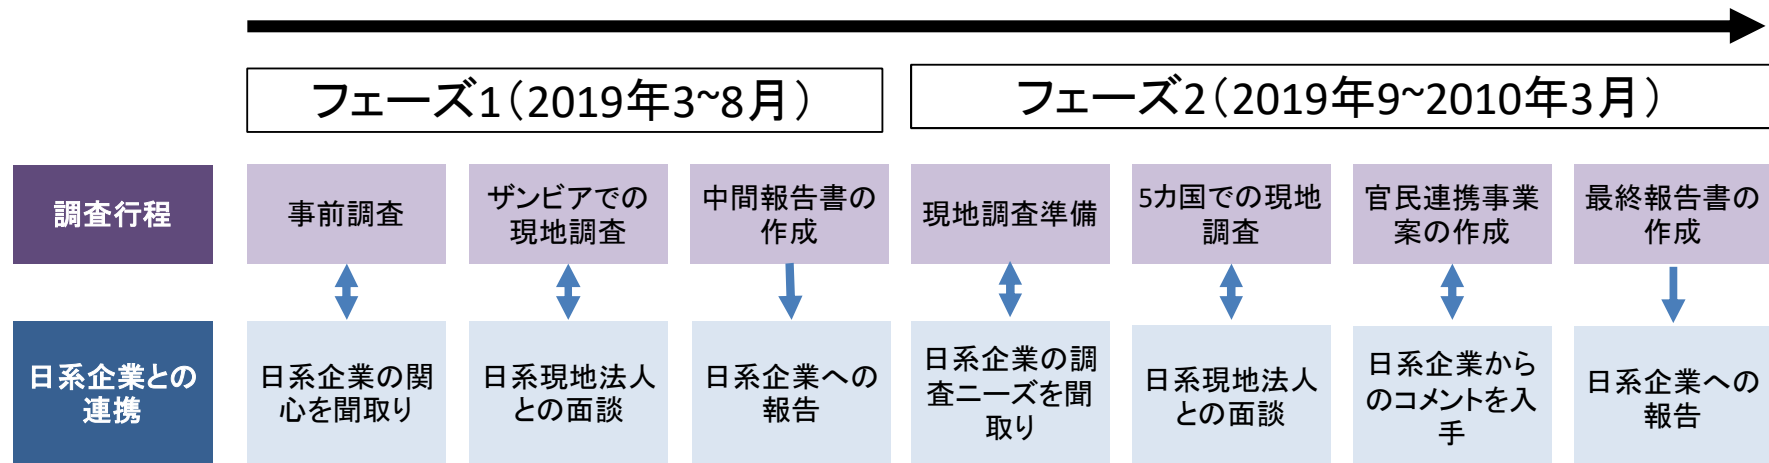 フェーズ1（2019年3~8月）
フェーズ2（2019年9~2010年3月）
調査行程
事前調査
ザンビアでの
現地調査
中間報告書の
作成
現地調査準備
5カ国での現地
調査
官民連携事業
案の作成
最終報告書の
作成
日系企業との
連携
日系企業の関
心を聞取り
日系現地法人
との面談
日系企業への
報告
日系企業の調
査ニーズを聞
取り
日系現地法人
との面談
日系企業から
のコメントを入
手
日系企業への
報告